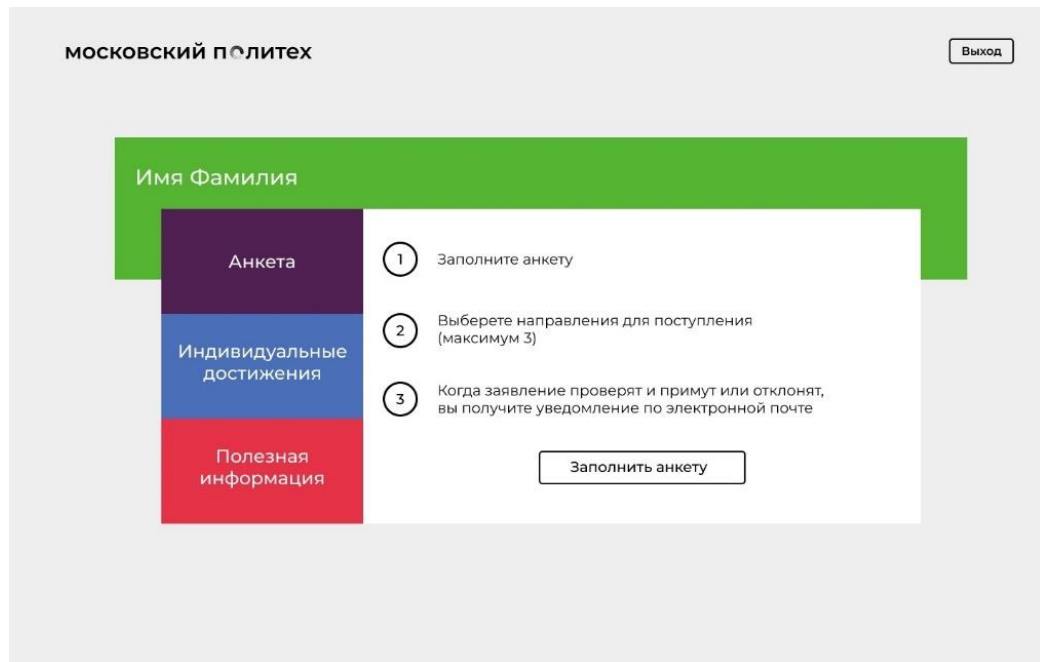 московский политех
Выход
Имя Фамилия
Анкета
Индивидуальные
достижения
Полезная
информация
1
Заполните анкету
2
Выберете направления для поступления
(максимум 3)
3
Когда заявление проверят и примут или отклонят,
вы получите уведомление по электронной почте
Заполнить анкету